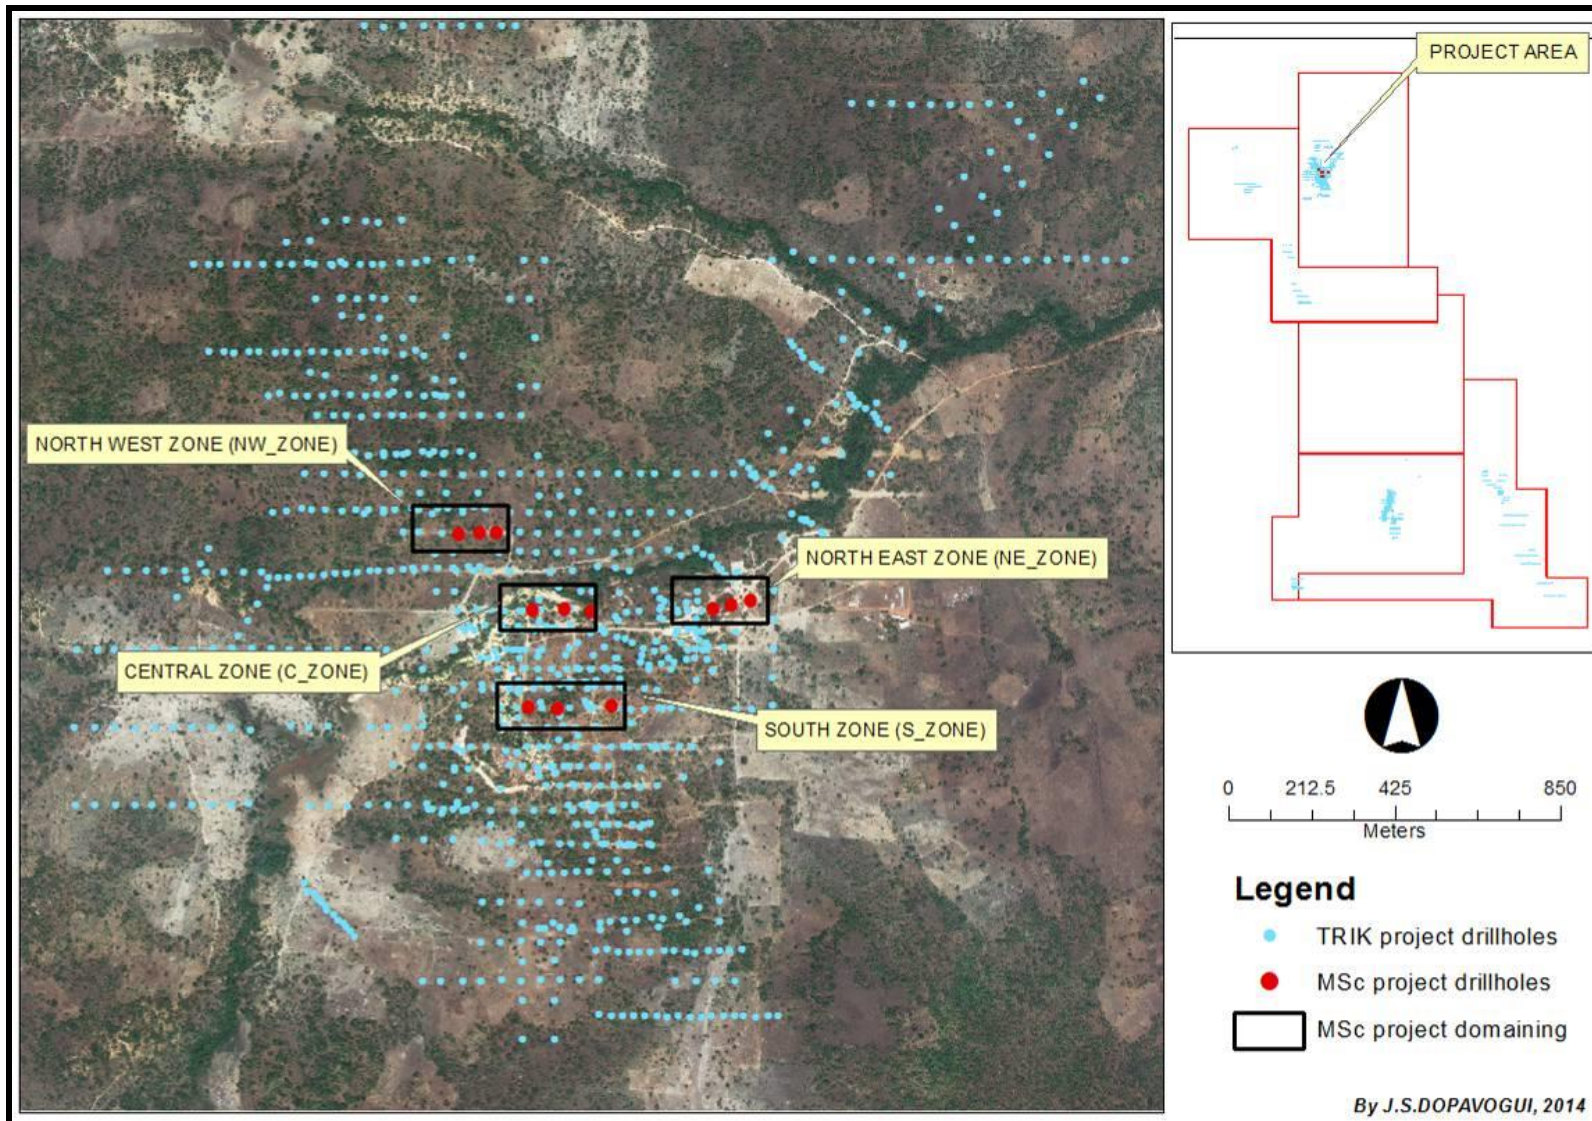 PROJECT AREA
NORTH WEST ZONE (NW_ZONE)
NORTH EAST ZONE (NE_ZONE)
CENTRAL ZONE (C_ZONE)
SOUTH ZONE (S_ZONE)
0 212.5 425 850
Meters
Legend
TRIK project drillholes
MSc project drillholes
MSc project domaining
By J.S.DOPAVOGUI, 2014